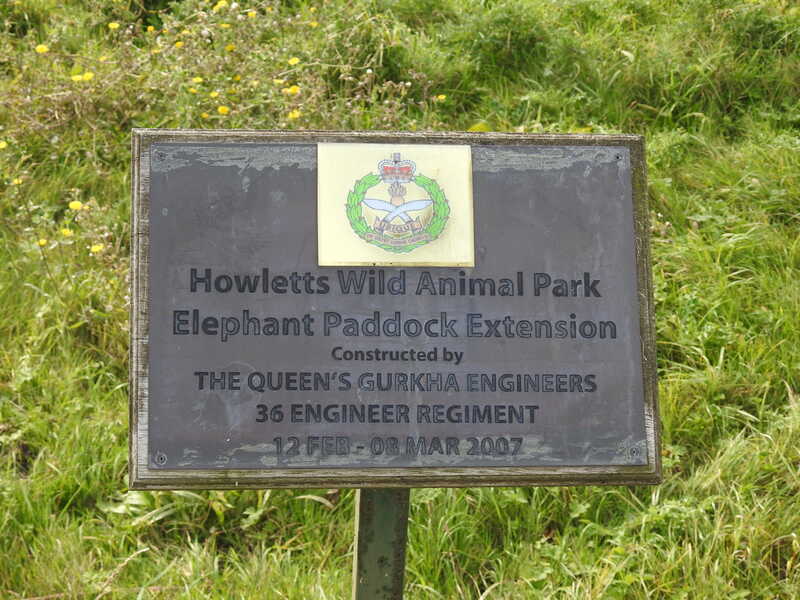 UBIQUE
Howletts Wild Animal Park
Elephant Paddock Extension
Constructed by
THE QUEEN'S GURKHA ENGINEERS
36 ENGINEER REGIMENT
12 FEB - 08 MAR 2007